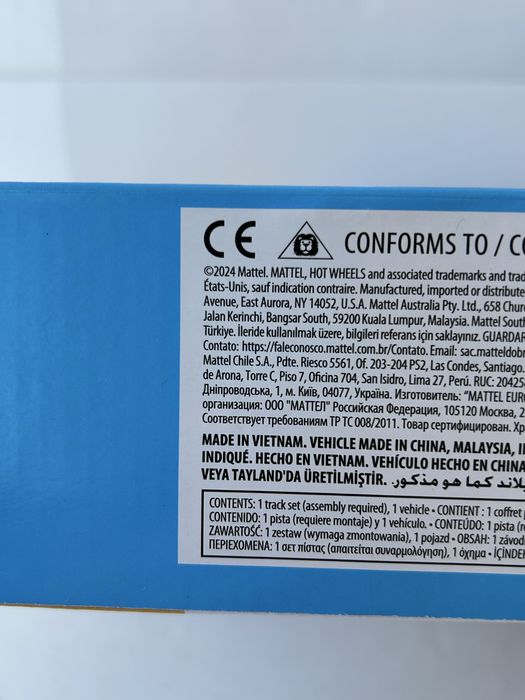 CE CONFORMS TO / CO
©2024 Mattel. MATTEL, HOT WHEELS and associated trademarks and trad
États-Unis, sauf indication contraire. Manufactured, imported or distribute
Avenue, East Aurora, NY 14052, U.S.A. Mattel Australia Pty. Ltd., 658 Churc
Jalan Kerinchi, Bangsar South, 59200 Kuala Lumpur, Malaysia. Mattel Sout
Türkiye. İleride kullanılmak üzere, bilgileri referans için saklayınız. GUARDAR
Contato: https://faleconosco.mattel.com.br/Contato. Email: sac.matteldobr
Mattel Chile S.A., Pdte. Riesco 5561, Of. 203-204 PS2, Las Condes, Santiago.
de Arona, Torre C, Piso 7, Oficina 704, San Isidro, Lima 27, Perú. RUC: 20425
Дніпроводська, 1, м. Київ, 04077, Україна. Изготовитель: "MATTEL EURO
организация: ООО "МАТТЕЛ" Российская Федерация, 105120 Москва, 2
Соответствует требованиям ТР ТС 008/2011. Товар сертифицирован. Хр
MADE IN VIETNAM. VEHICLE MADE IN CHINA, MALAYSIA, I
INDIQUÉ. HECHO EN VIETNAM. VEHÍCULO HECHO EN CHINA
VEYA TAYLAND'DA ÜRETİLMİŞTİR. يلاند كما هو مذكور.
CONTENTS: 1 track set (assembly required), 1 vehicle • CONTIENT : 1 coffret
CONTENIDO: 1 pista (requiere montaje) y 1 vehículo. • CONTEÚDO: 1 pista (r
ZAWARTOŚĆ: 1 zestaw (wymaga zmontowania), 1 pojazd • OBSAH: 1 závod
ΠΕΡΙΕΧΟΜΕΝΑ: 1 σετ πίστας (απαιτείται συναρμολόγηση), 1 όχημα • İÇİNDE